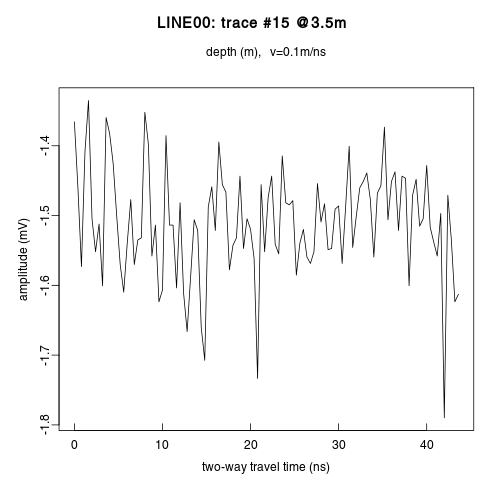 LINE00: trace #15 @3.5m
depth (m), v=0.1m/ns
-1.4
-1.5
-1.6
-1.7
-1.8
amplitude (mV)
0 10 20 30 40
two-way travel time (ns)